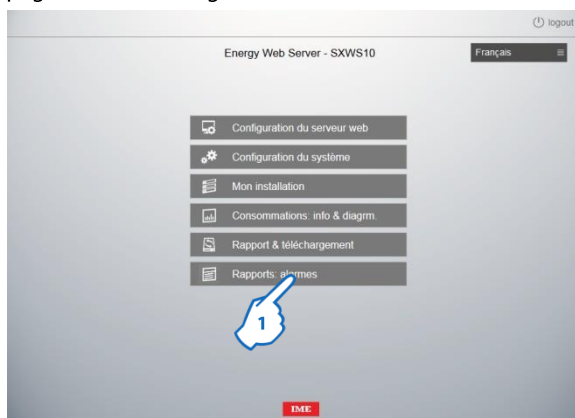 logout
Energy Web Server - SXWS10
Français
Configuration du serveur web
Configuration du système
Mon installation
Consommations: info & diagrm.
Rapport & téléchargement
Rapports: alarmes
1
IME